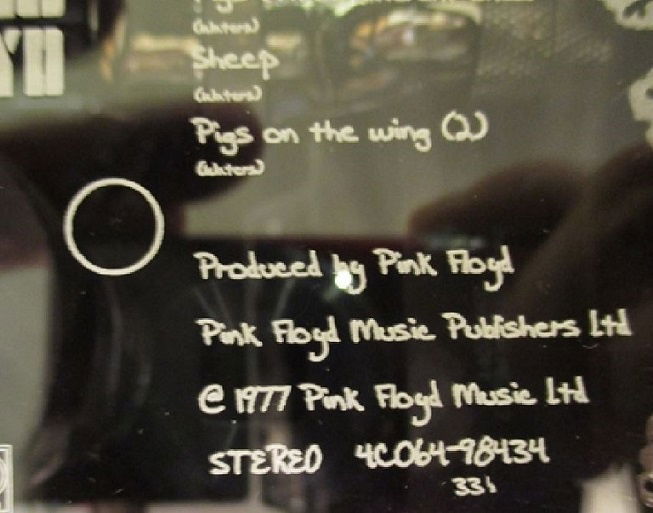 (Waters)
Sheep
(Waters)
Pigs on the wing (2)
(Waters)
Produced by Pink Floyd
Pink Floyd Music Publishers Ltd
℗ 1977 Pink Floyd Music Ltd
STEREO 4C064-98434
33⅓